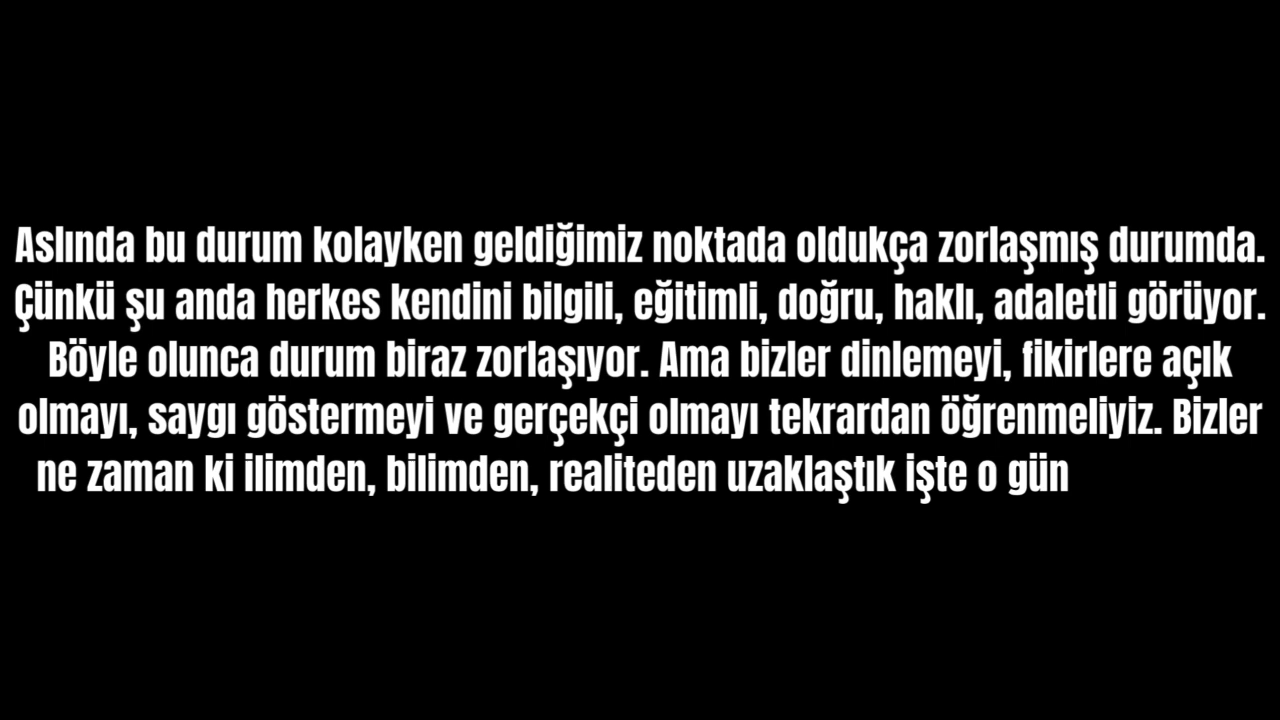 Aslında bu durum kolayken geldiğimiz noktada oldukça zorlaşmış durumda.
Çünkü şu anda herkes kendini bilgili, eğitimli, doğru, haklı, adaletli görüyor.
Böyle olunca durum biraz zorlaşıyor. Ama bizler dinlemeyi, fikirlere açık
olmayı, saygı göstermeyi ve gerçekçi olmayı tekrardan öğrenmeliyiz. Bizler
ne zaman ki ilimden, bilimden, realiteden uzaklaştık işte o gün